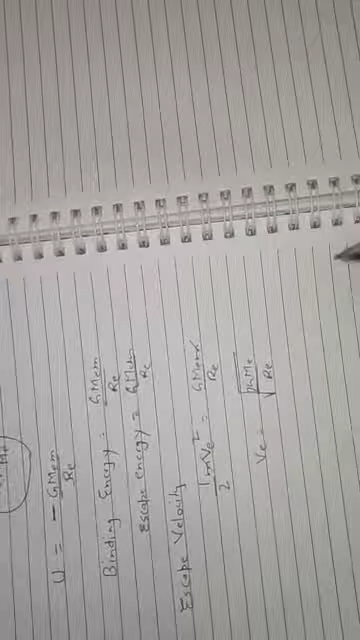 U = - GMem/Re
Binding Energy = GMem/Re
Escape energy = GMem/Re
Escape Velocity
1/2 mVe² = GMem/Re
Ve = √(2GMe/Re)